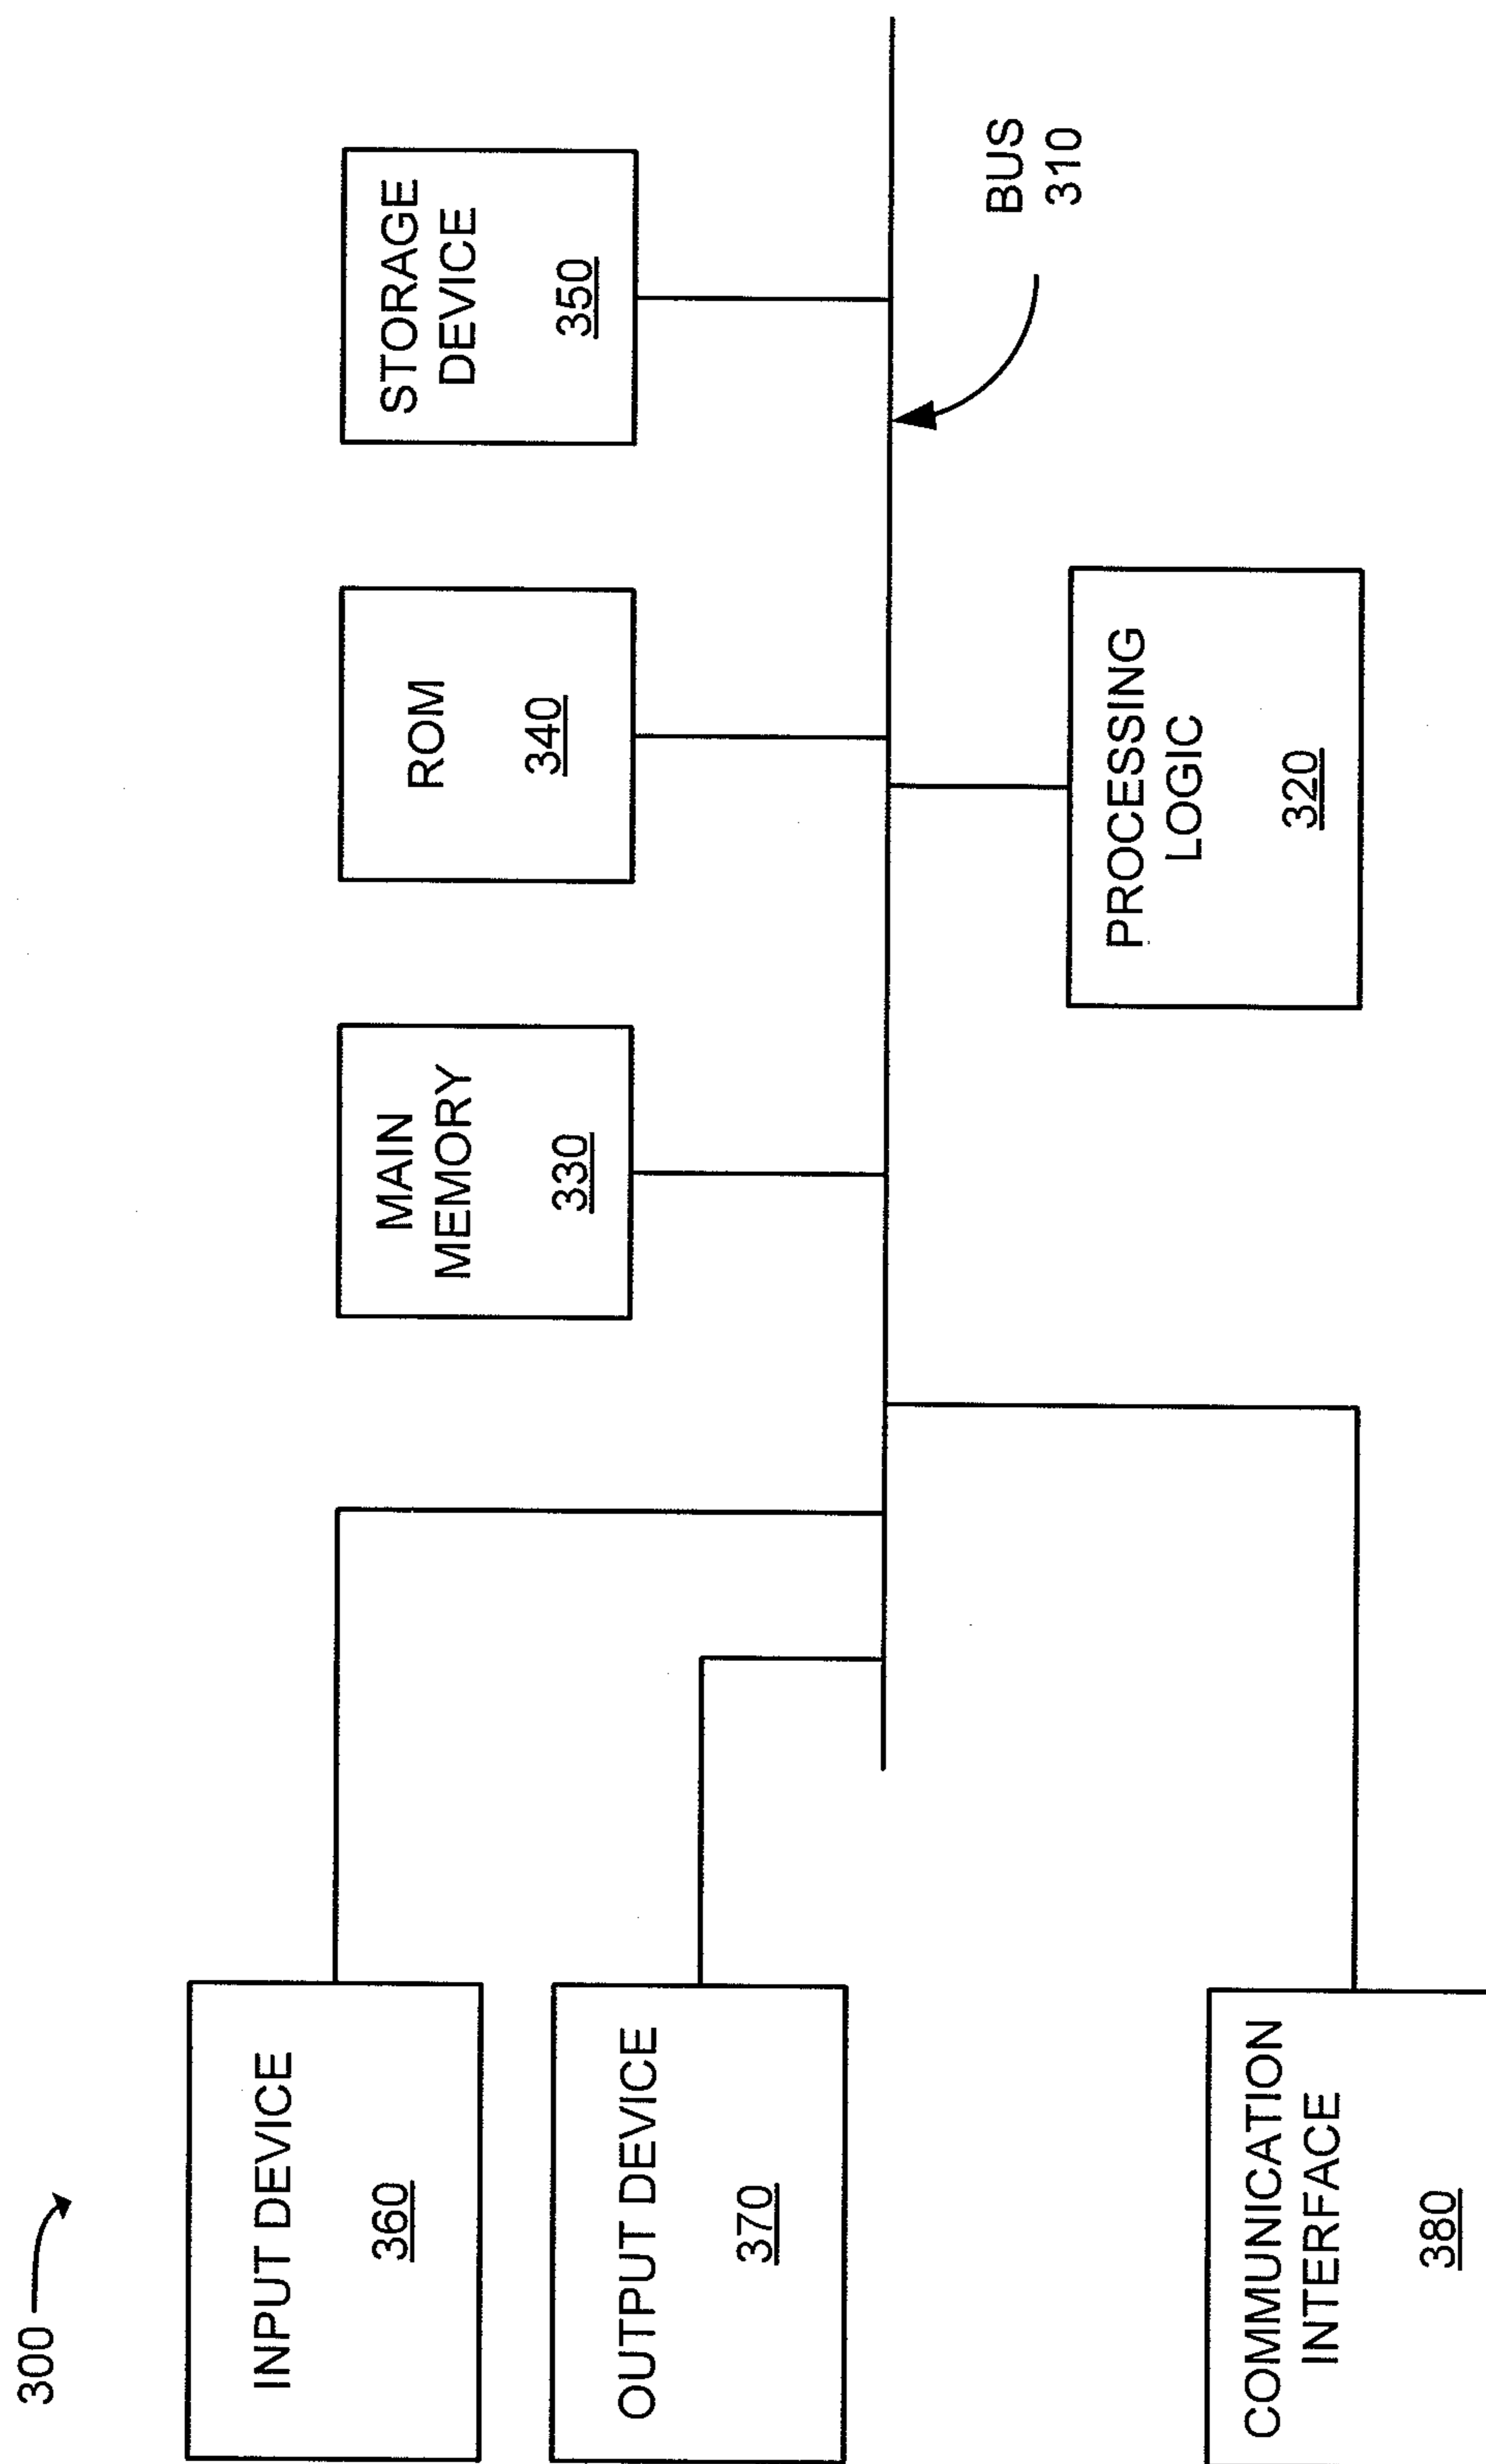 300
INPUT DEVICE
360
OUTPUT DEVICE
370
COMMUNICATION
INTERFACE
380
MAIN
MEMORY
330
ROM
340
STORAGE
DEVICE
350
PROCESSING
LOGIC
320
BUS
310